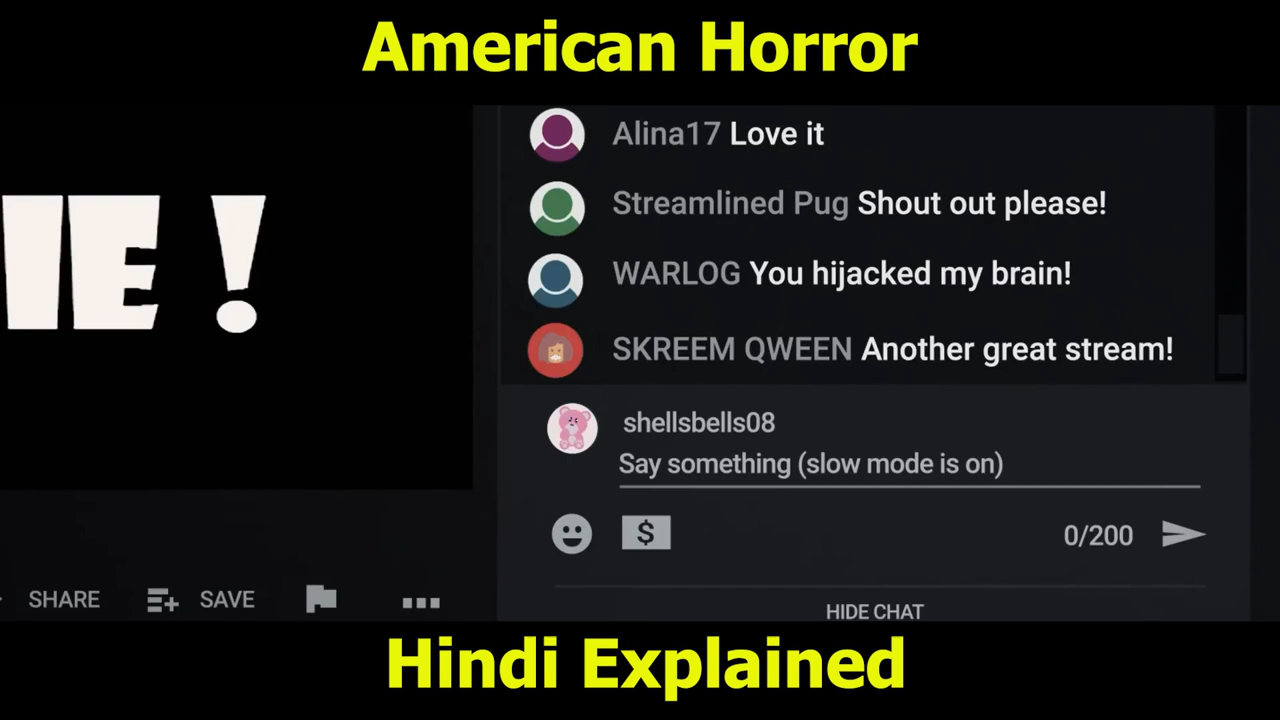 American Horror
Alina17 Love it
Streamlined Pug Shout out please!
IE !
WARLOG You hijacked my brain!
SKREEM QWEEN Another great stream!
shellsbells08
Say something (slow mode is on)
$
0/200
SHARE
SAVE
HIDE CHAT
Hindi Explained